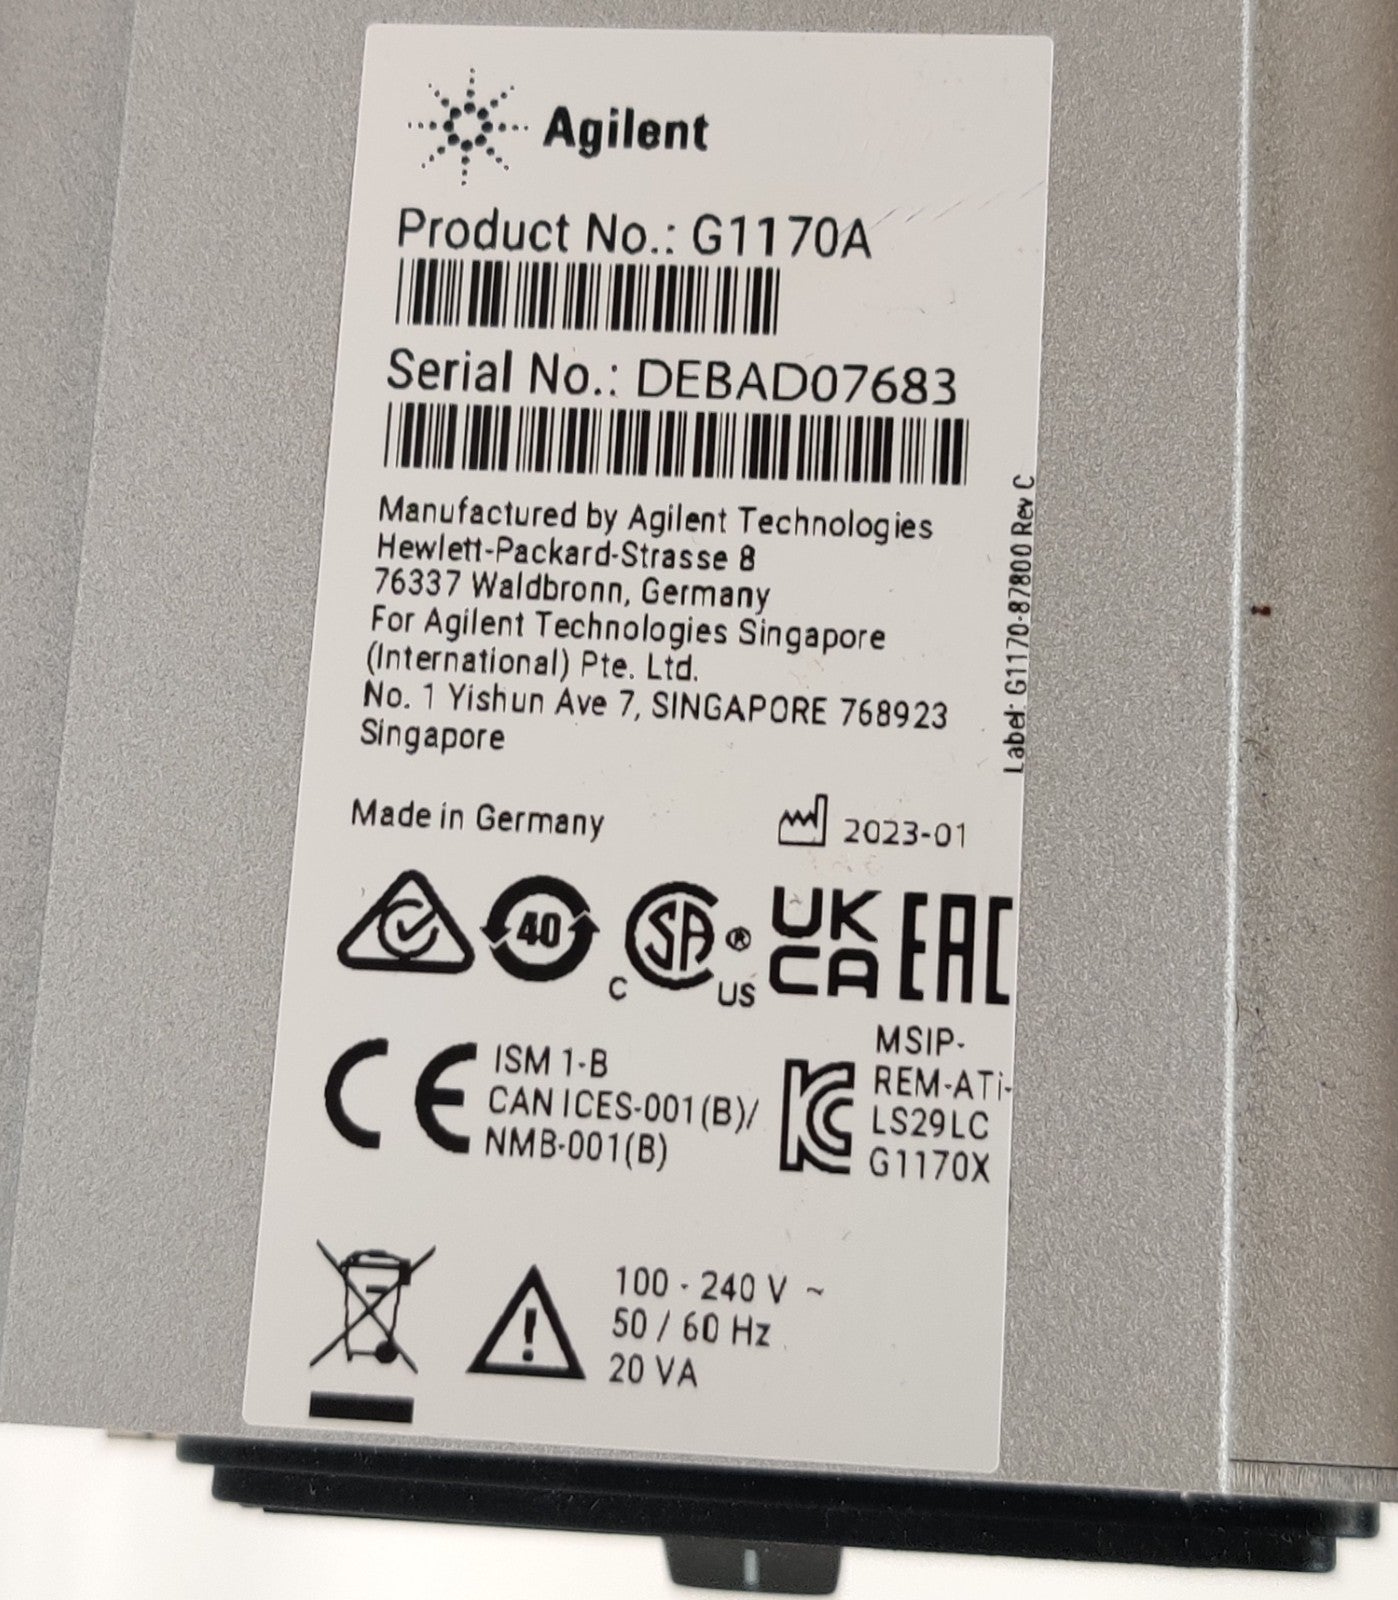 Agilent
Product No.: G1170A
Serial No.: DEBAD07683
Manufactured by Agilent Technologies
Hewlett-Packard-Strasse 8
76337 Waldbronn, Germany
For Agilent Technologies Singapore
(International) Pte. Ltd.
No. 1 Yishun Ave 7, SINGAPORE 768923
Singapore
Label: G1170-87800 Rev C
Made in Germany
2023-01
40
C SA ® US
UK
CA
EAC
CE
ISM 1-B
CAN ICES-001(B)/
NMB-001(B)
KC
MSIP-
REM-ATi-
LS29LC
G1170X
100 - 240 V ~
50 / 60 Hz
20 VA